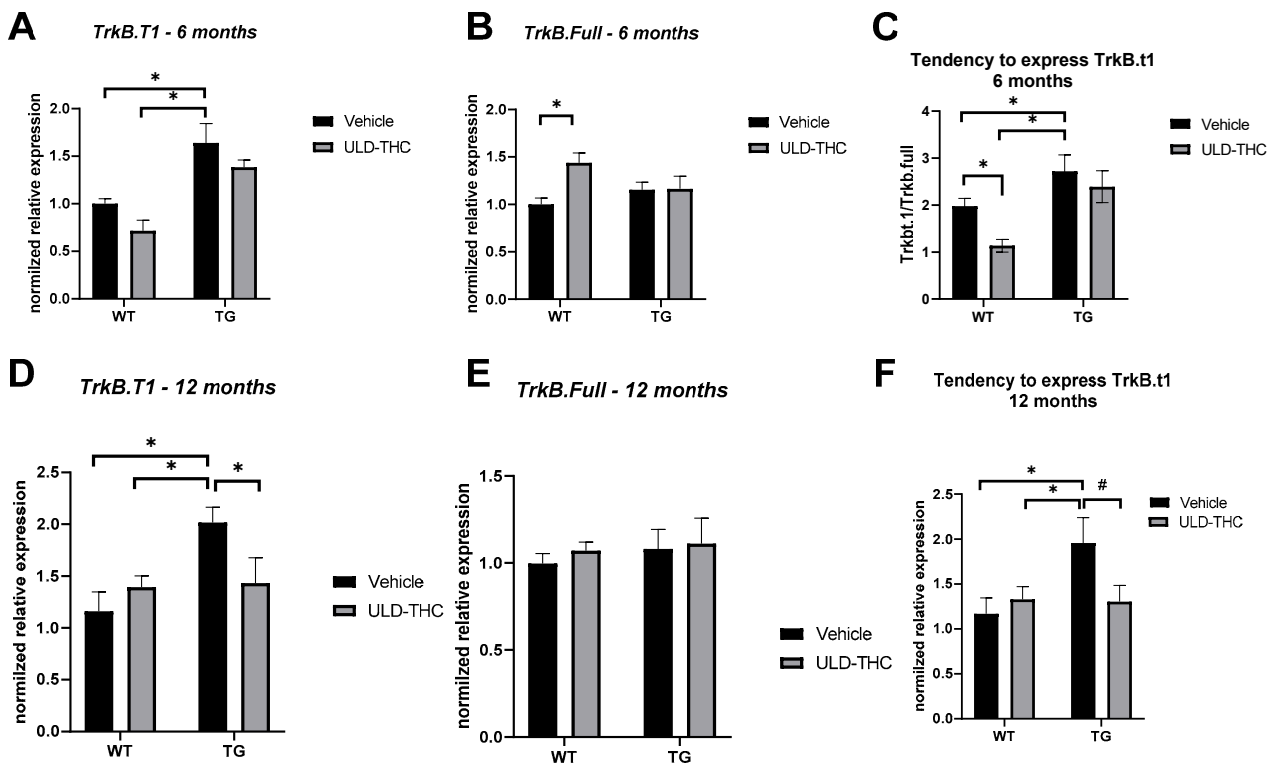 A
TrkB.T1 - 6 months
normilzed relative expression
2.0
1.5
1.0
0.5
0.0
*
*
WT
TG
Vehicle
ULD-THC
B
TrkB.Full - 6 months
normilzed relative expression
2.0
1.5
1.0
0.5
0.0
*
WT
TG
Vehicle
ULD-THC
C
Tendency to express TrkB.t1
6 months
Trkbt.1/Trkb.full
4
3
2
1
0
*
*
*
WT
TG
Vehicle
ULD-THC
D
TrkB.T1 - 12 months
normilzed relative expression
2.5
2.0
1.5
1.0
0.5
0.0
*
*
*
WT
TG
Vehicle
ULD-THC
E
TrkB.Full - 12 months
normilzed relative expression
1.5
1.0
0.5
0.0
WT
TG
Vehicle
ULD-THC
F
Tendency to express TrkB.t1
12 months
normilzed relative expression
2.5
2.0
1.5
1.0
0.5
0.0
*
*
#
WT
TG
Vehicle
ULD-THC